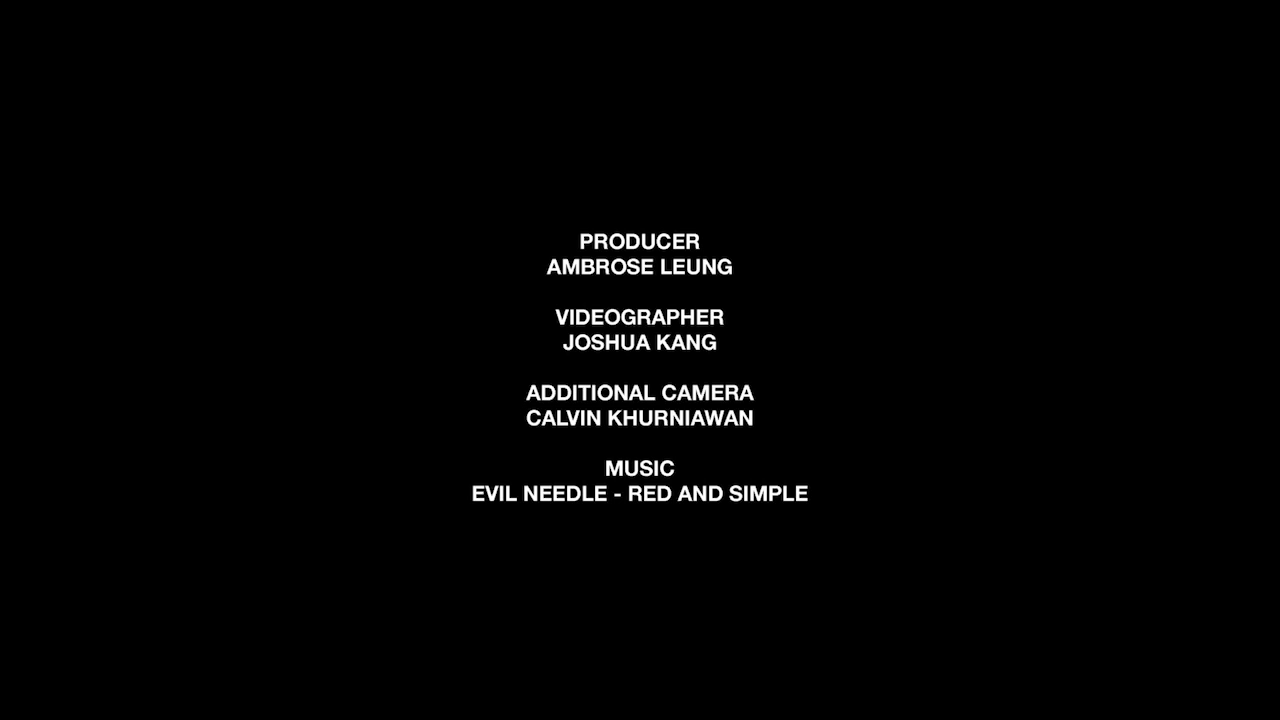 PRODUCER
AMBROSE LEUNG
VIDEOGRAPHER
JOSHUA KANG
ADDITIONAL CAMERA
CALVIN KHURNIAWAN
MUSIC
EVIL NEEDLE - RED AND SIMPLE